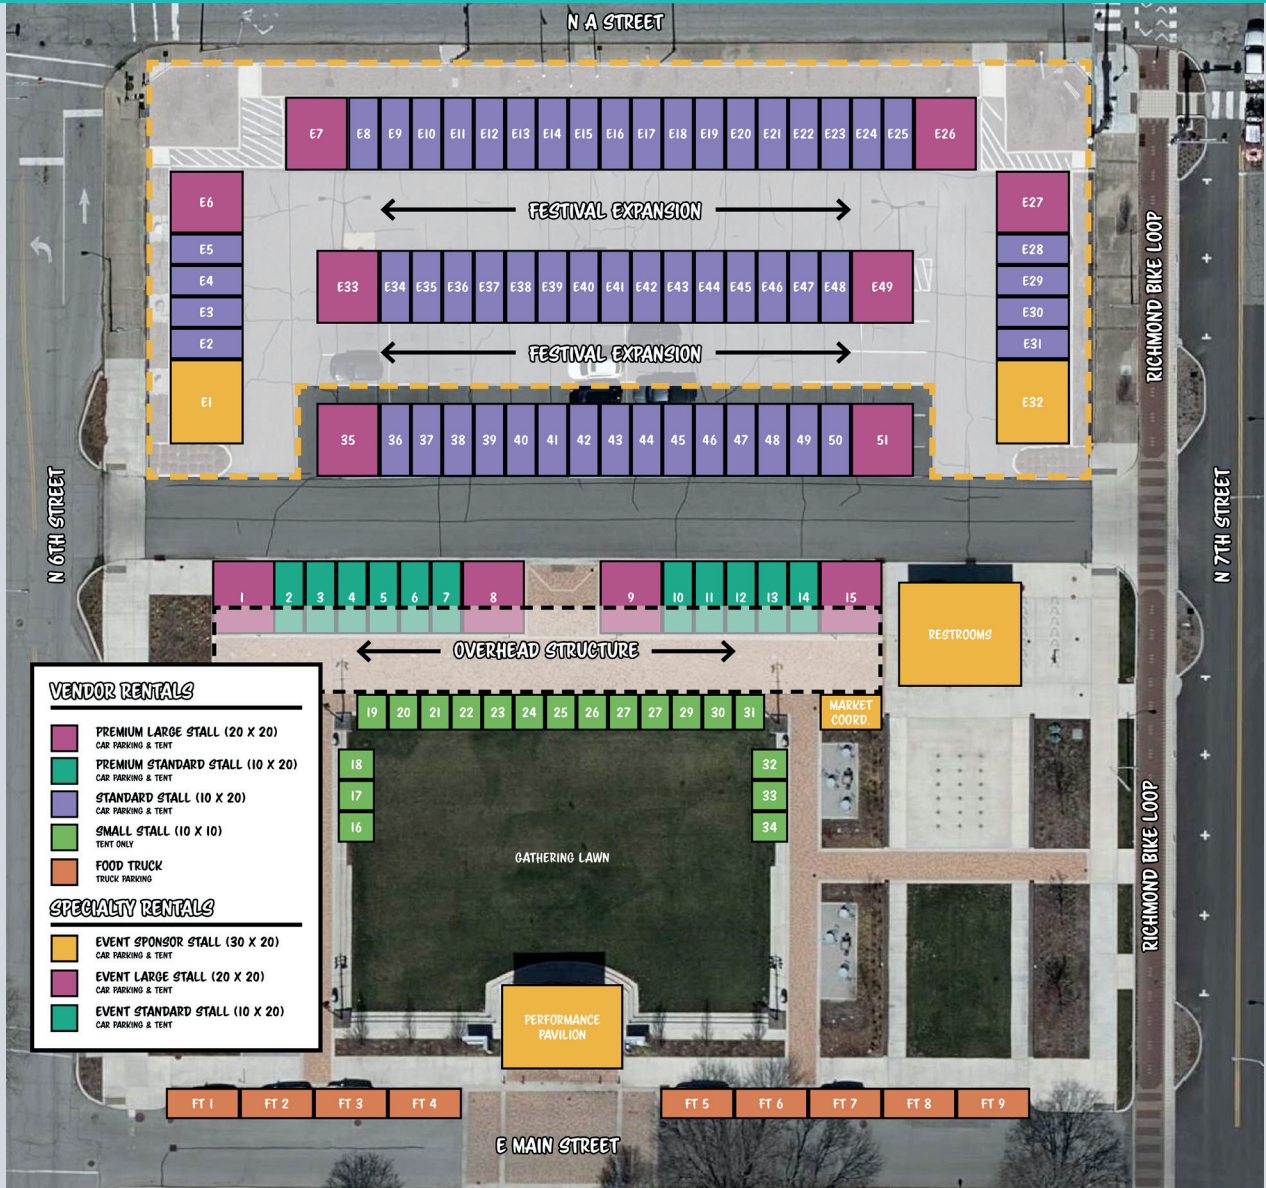 N A STREET
E7 E8 E9 E10 E11 E12 E13 E14 E15 E16 E17 E18 E19 E20 E21 E22 E23 E24 E25 E26
E6
E5
E4
E3
E2
E1
FESTIVAL EXPANSION
E27
E28
E29
E30
E31
E32
E33 E34 E35 E36 E37 E38 E39 E40 E41 E42 E43 E44 E45 E46 E47 E48 E49
FESTIVAL EXPANSION
35 36 37 38 39 40 41 42 43 44 45 46 47 48 49 50 51
RICHMOND BIKE LOOP
N 6TH STREET
N 7TH STREET
1 2 3 4 5 6 7 8 9 10 11 12 13 14 15
OVERHEAD STRUCTURE
RESTROOMS
19 20 21 22 23 24 25 26 27 27 29 30 31
MARKET
COORD.
18
17
16
32
33
34
GATHERING LAWN
RICHMOND BIKE LOOP
PERFORMANCE
PAVILION
VENDOR RENTALS
PREMIUM LARGE STALL (20 X 20)
CAR PARKING & TENT
PREMIUM STANDARD STALL (10 X 20)
CAR PARKING & TENT
STANDARD STALL (10 X 20)
CAR PARKING & TENT
SMALL STALL (10 X 10)
TENT ONLY
FOOD TRUCK
TRUCK PARKING
SPECIALTY RENTALS
EVENT SPONSOR STALL (30 X 20)
CAR PARKING & TENT
EVENT LARGE STALL (20 X 20)
CAR PARKING & TENT
EVENT STANDARD STALL (10 X 20)
CAR PARKING & TENT
FT 1 FT 2 FT 3 FT 4 FT 5 FT 6 FT 7 FT 8 FT 9
E MAIN STREET